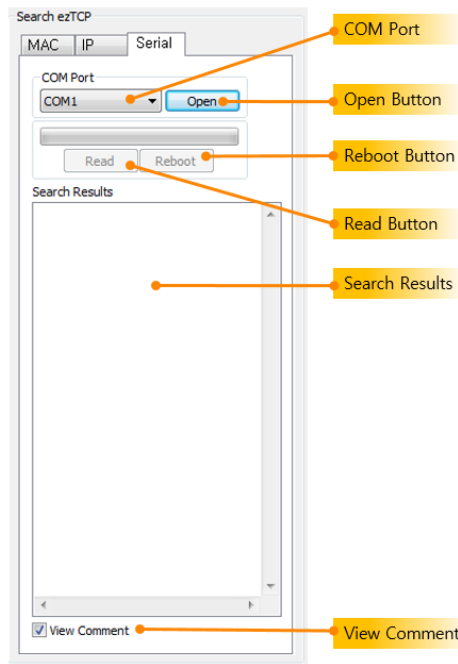 Search ezTCP
MAC IP Serial
COM Port
COM1 Open
Read Reboot
Search Results
View Comment
COM Port
Open Button
Reboot Button
Read Button
Search Results
View Comment